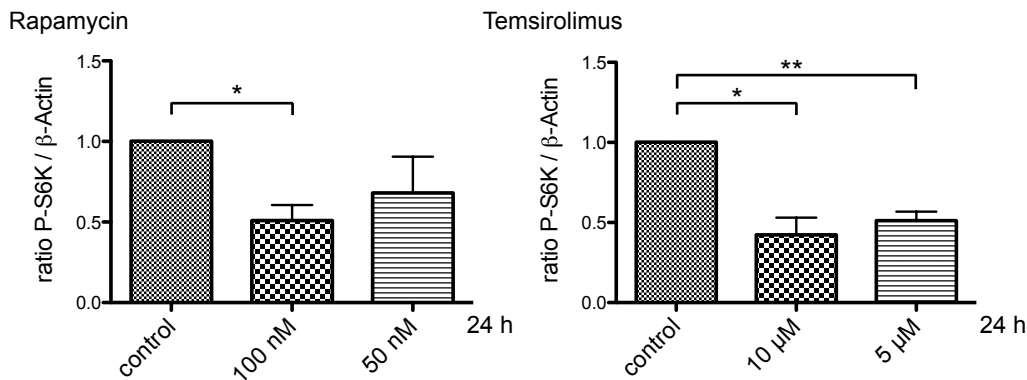 Rapamycin
ratio P-S6K / β-Actin
1.5
1.0
0.5
0.0
*
control
100 nM
50 nM
24 h
Temsirolimus
ratio P-S6K / β-Actin
1.5
1.0
0.5
0.0
**
*
control
10 µM
5 µM
24 h